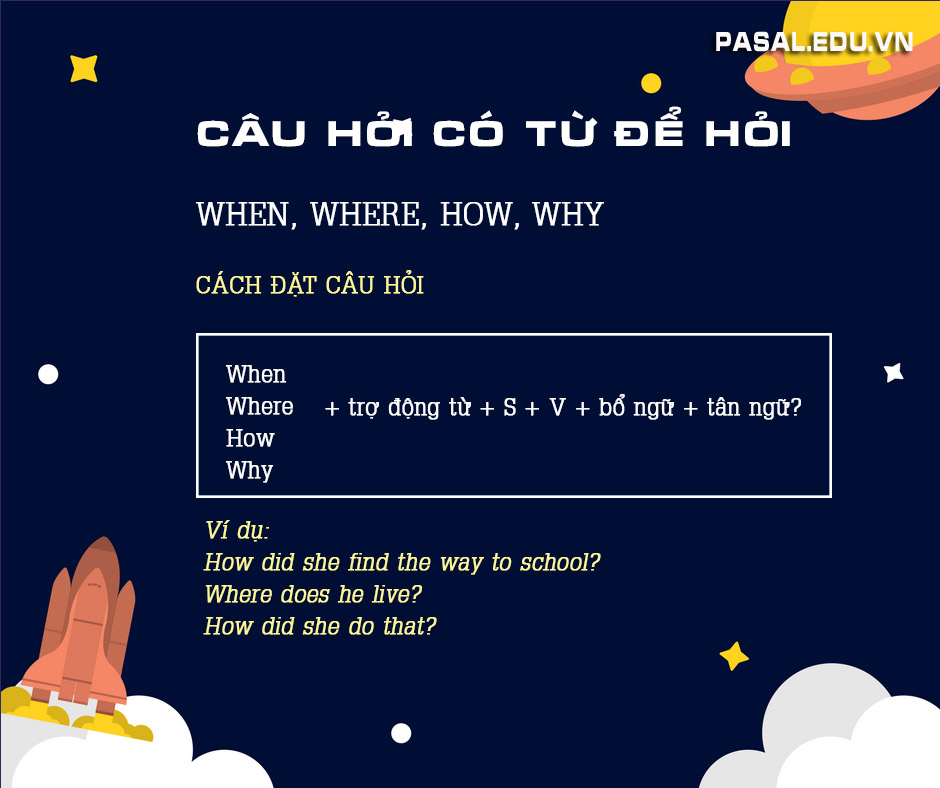 PASAL.EDU.VN
CÂU HỎI CÓ TỪ ĐỂ HỎI
WHEN, WHERE, HOW, WHY
CÁCH ĐẶT CÂU HỎI
When
Where + trợ động từ + S + V + bổ ngữ + tân ngữ?
How
Why
Ví dụ:
How did she find the way to school?
Where does he live?
How did she do that?